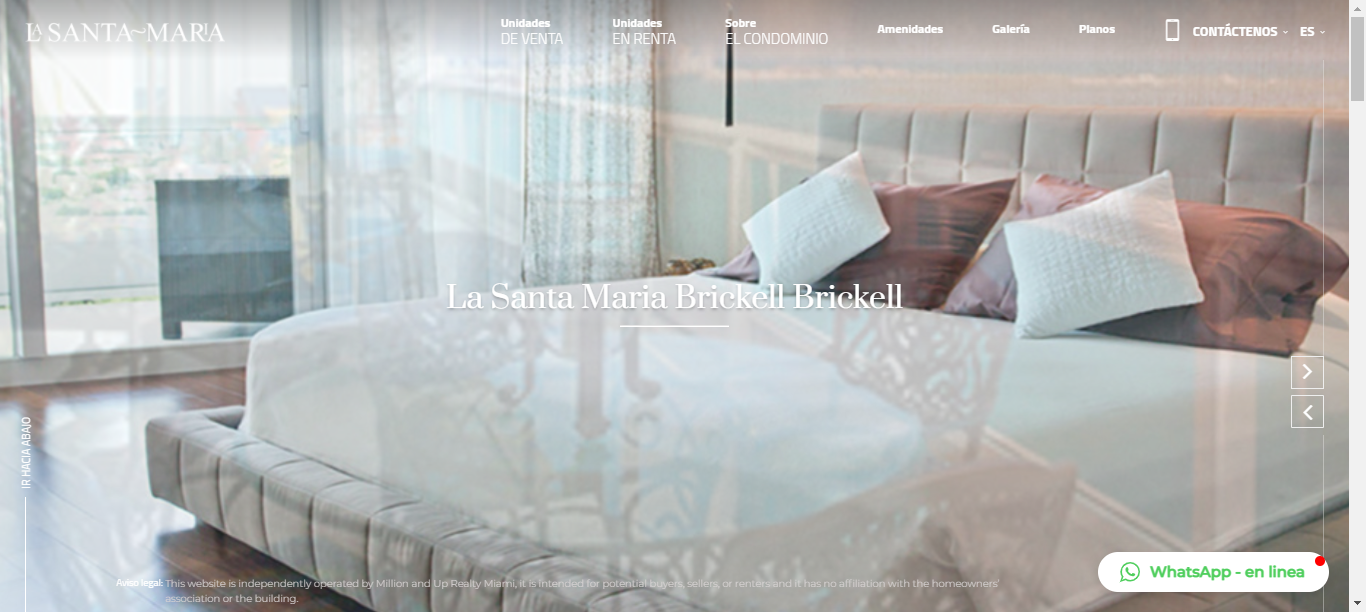 LA SANTA~MARIA
Unidades
DE VENTA
Unidades
EN RENTA
Sobre
EL CONDOMINIO
Amenidades
Galería
Planos
CONTÁCTENOS
ES
La Santa Maria Brickell Brickell
IR HACIA ABAJO
Aviso legal: This website is independently operated by Million and Up Realty Miami, it is intended for potential buyers, sellers, or renters and it has no affiliation with the homeowners'
association or the building.
WhatsApp - en linea